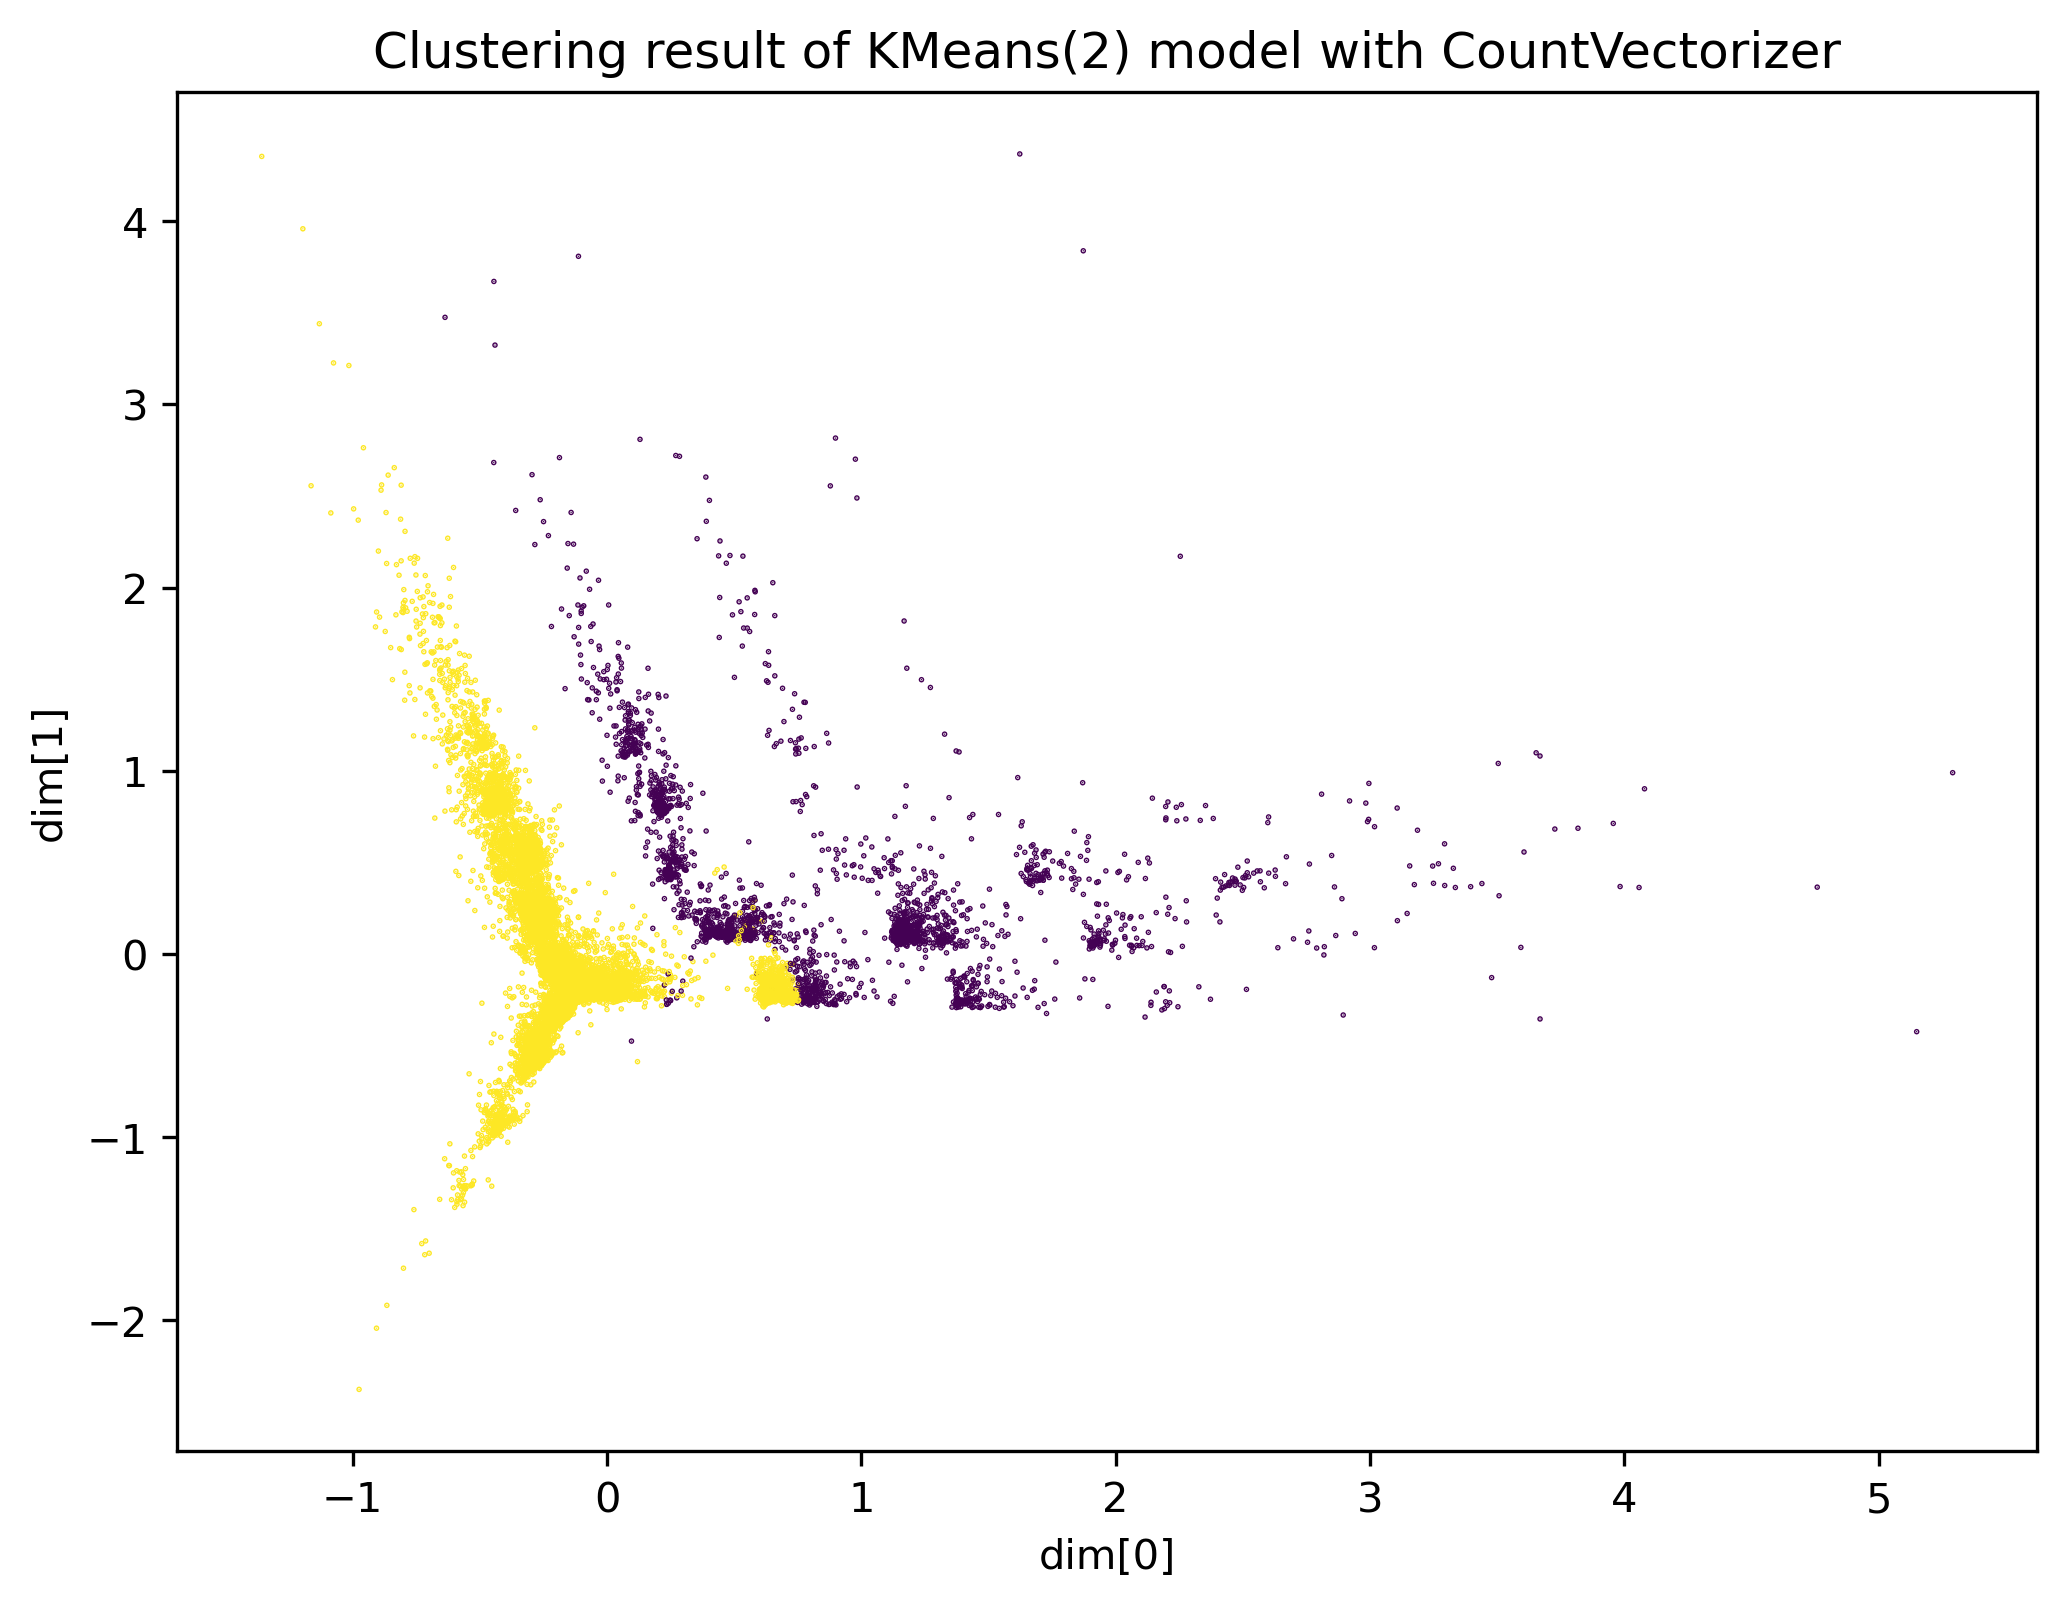 Clustering result of KMeans(2) model with CountVectorizer
4
3
2
1
0
−1
−2
dim[1]
−1 0 1 2 3 4 5
dim[0]